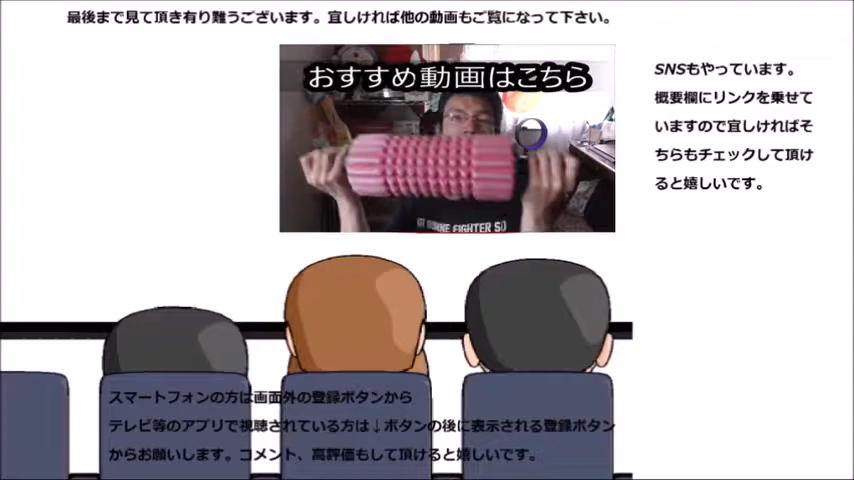 最後まで見て頂き有り難うございます。宜しければ他の動画もご覧になって下さい。
おすすめ動画はこちら
SNSもやっています。
概要欄にリンクを乗せて
いますので宜しければそ
ちらもチェックして頂け
ると嬉しいです。
FIGHTER
スマートフォンの方は画面外の登録ボタンから
テレビ等のアプリで視聴されている方は↓ボタンの後に表示される登録ボタン
からお願いします。コメント、高評価もして頂けると嬉しいです。